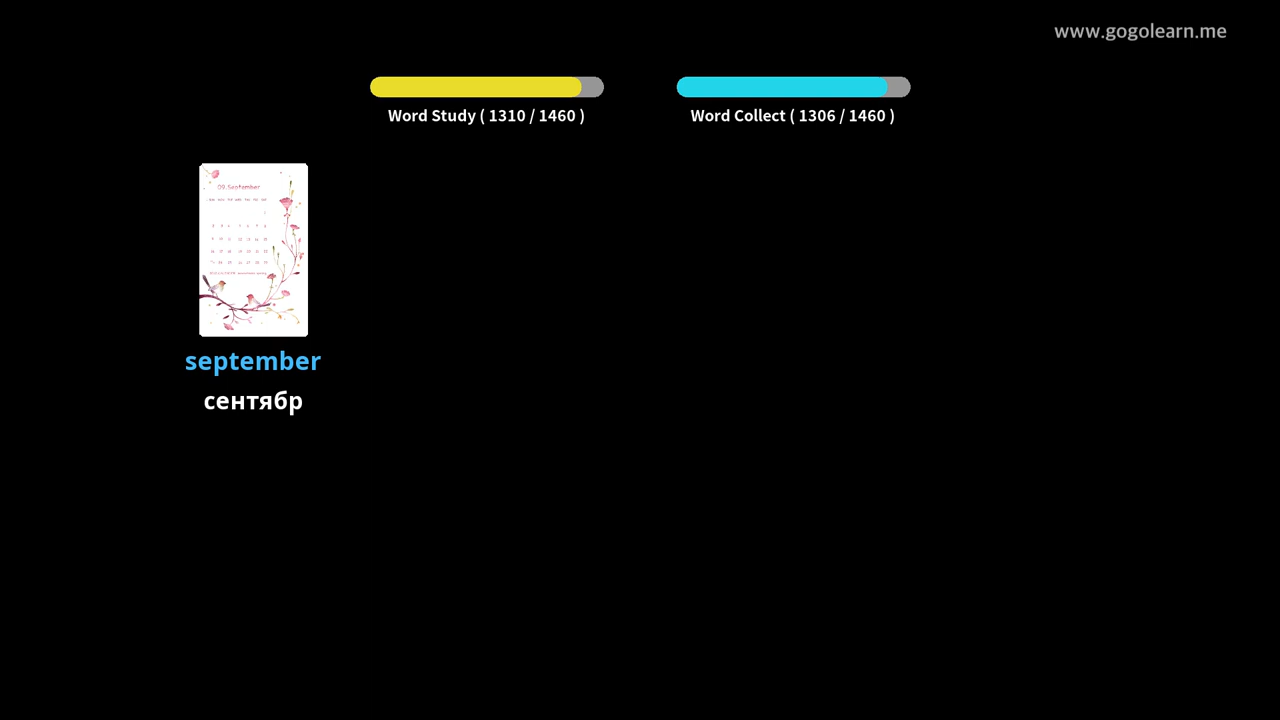 www.gogolearn.me
Word Study ( 1310 / 1460 )
Word Collect ( 1306 / 1460 )
09.September
september
сентябр